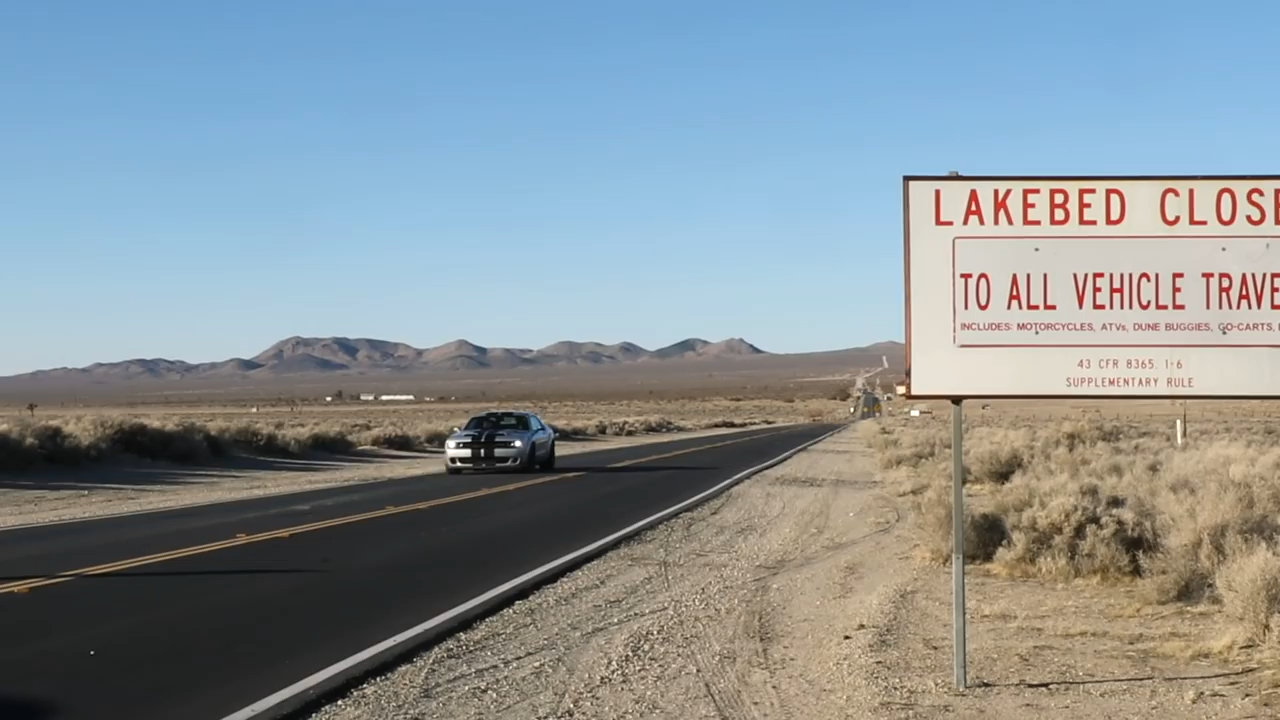 LAKEBED CLOSE
TO ALL VEHICLE TRAVE
INCLUDES: MOTORCYCLES, ATVs, DUNE BUGGIES, GO-CARTS,
43 CFR 8365.1-6
SUPPLEMENTARY RULE